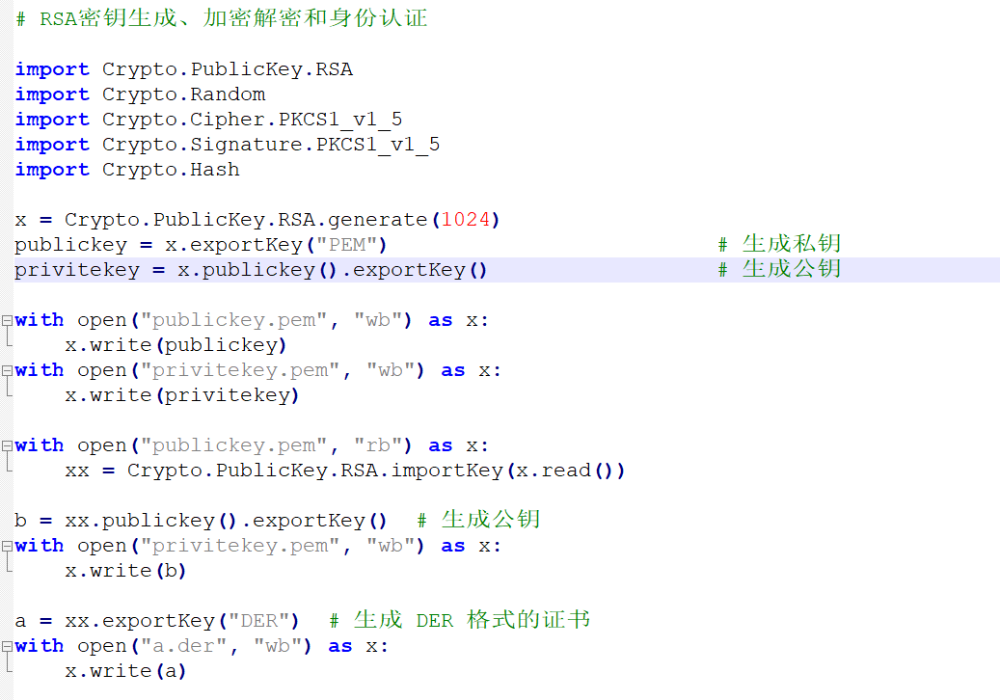 # RSA密钥生成、加密解密和身份认证
import Crypto.PublicKey.RSA
import Crypto.Random
import Crypto.Cipher.PKCS1_v1_5
import Crypto.Signature.PKCS1_v1_5
import Crypto.Hash
x = Crypto.PublicKey.RSA.generate(1024)
publickey = x.exportKey("PEM") # 生成私钥
privitekey = x.publickey().exportKey() # 生成公钥
with open("publickey.pem", "wb") as x:
x.write(publickey)
with open("privitekey.pem", "wb") as x:
x.write(privitekey)
with open("publickey.pem", "rb") as x:
xx = Crypto.PublicKey.RSA.importKey(x.read())
b = xx.publickey().exportKey() # 生成公钥
with open("privitekey.pem", "wb") as x:
x.write(b)
a = xx.exportKey("DER") # 生成 DER 格式的证书
with open("a.der", "wb") as x:
x.write(a)